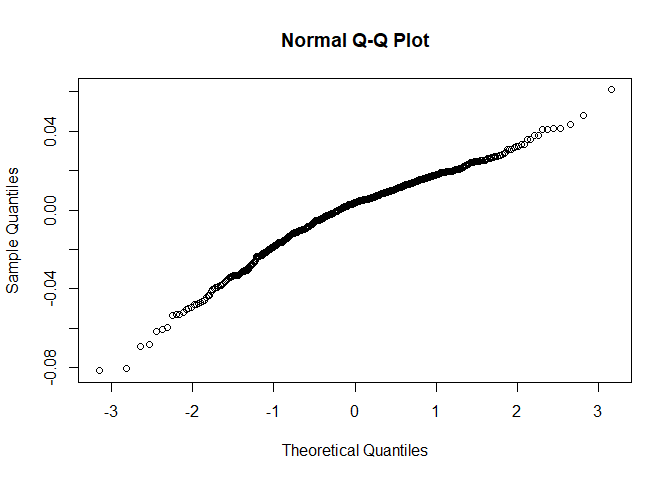 Normal Q-Q Plot
Sample Quantiles
0.04
0.00
-0.04
-0.08
-3 -2 -1 0 1 2 3
Theoretical Quantiles